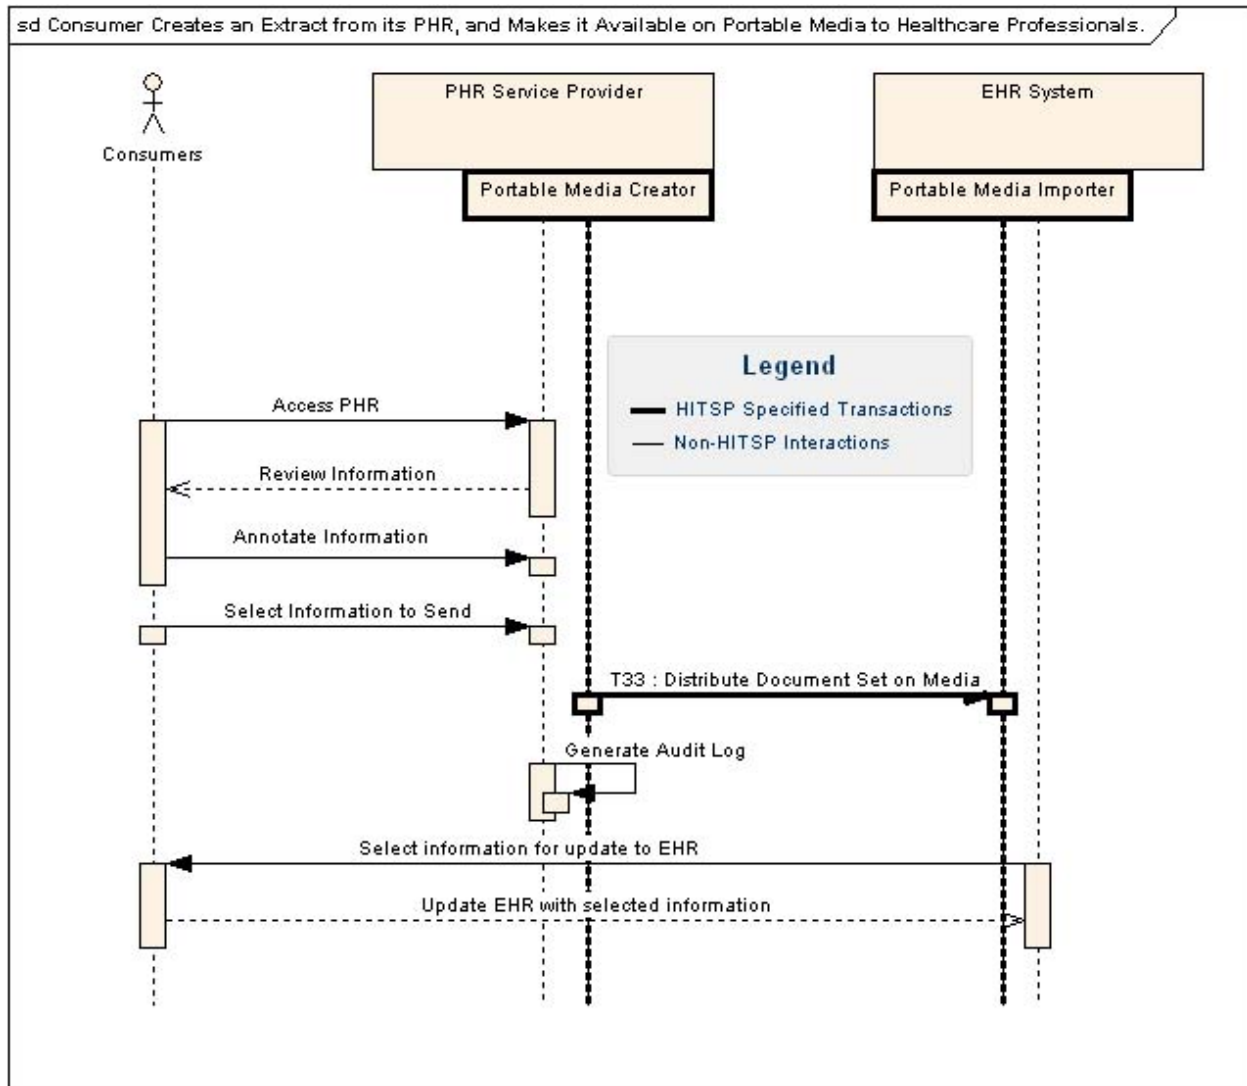 sd Consumer Creates an Extract from its PHR, and Makes it Available on Portable Media to Healthcare Professionals.
PHR Service Provider
EHR System
Consumers
Portable Media Creator
Portable Media Importer
Legend
HITSP Specified Transactions
Non-HITSP Interactions
Access PHR
Review Information
Annotate Information
Select Information to Send
T33 : Distribute Document Set on Media
Generate Audit Log
Select information for update to EHR
Update EHR with selected information